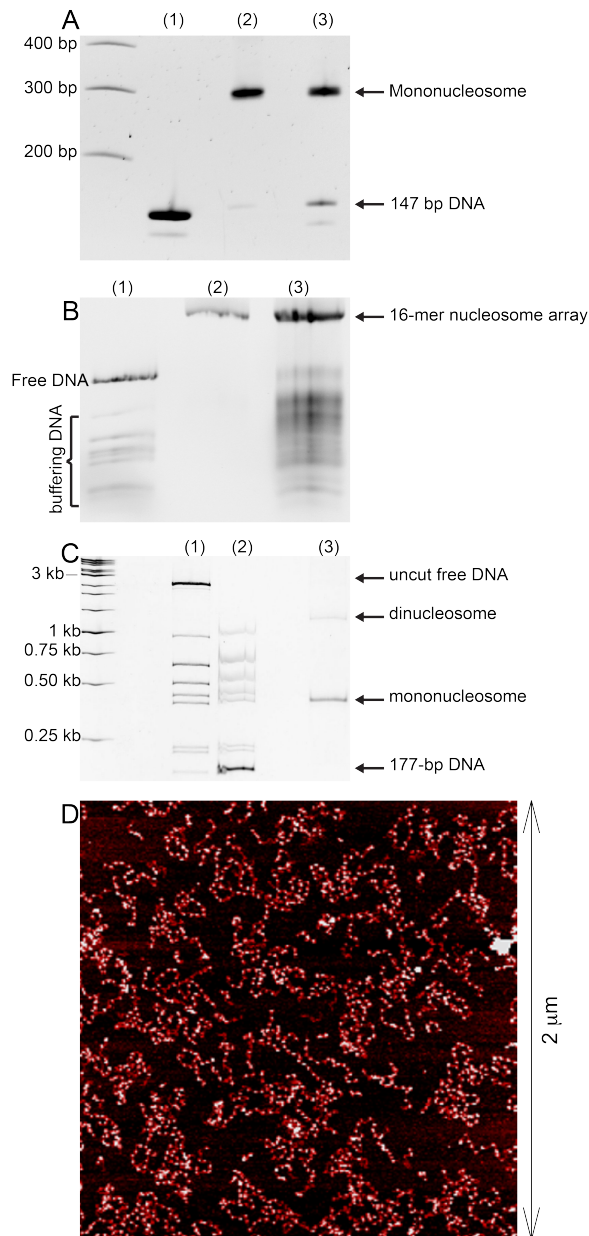 A
(1) (2) (3)
400 bp
300 bp
Mononucleosome
200 bp
147 bp DNA
B
(1) (2) (3)
16-mer nucleosome array
Free DNA
buffering DNA
C
(1) (2) (3)
3 kb
uncut free DNA
dinucleosome
1 kb
0.75 kb
0.50 kb
mononucleosome
0.25 kb
177-bp DNA
D
2 μm